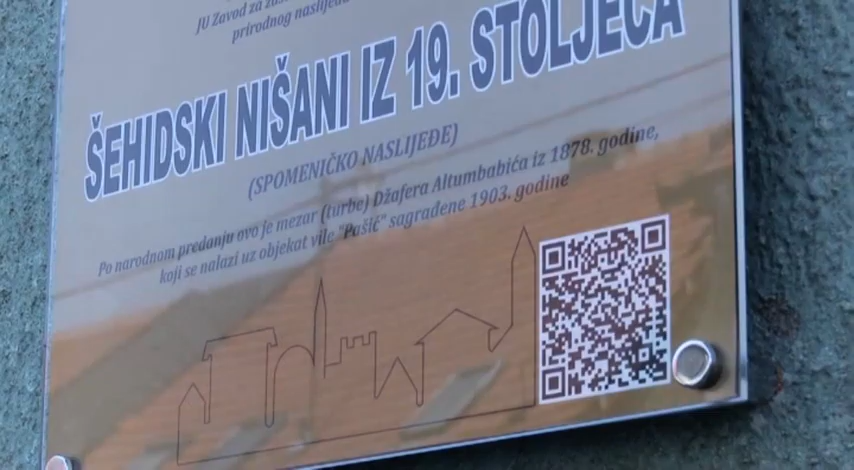 JU Zavod za
prirodnog naslijeđa
ŠEHIDSKI NIŠANI IZ 19. STOLJEĆA
(SPOMENIČKO NASLIJEĐE)
Po narodnom predanju ovo je mezar (turbe) Džafera Altumbabića iz 1878. godine,
koji se nalazi uz objekat vile "Pašić" sagrađene 1903. godine